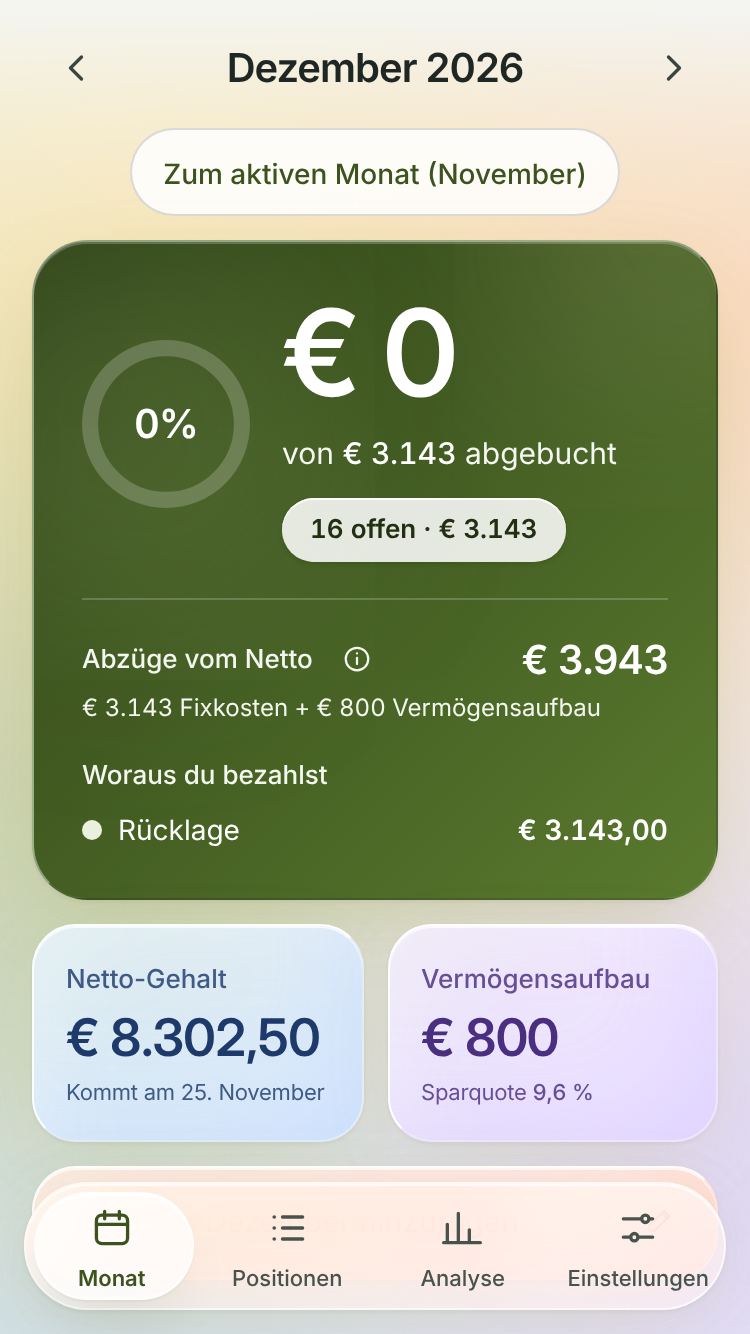 Dezember 2026
Zum aktiven Monat (November)
0%
€ 0
von € 3.143 abgebucht
16 offen · € 3.143
Abzüge vom Netto
€ 3.943
€ 3.143 Fixkosten + € 800 Vermögensaufbau
Woraus du bezahlst
Rücklage
€ 3.143,00
Netto-Gehalt
€ 8.302,50
Kommt am 25. November
Vermögensaufbau
€ 800
Sparquote 9,6 %
Monat
Positionen
Analyse
Einstellungen